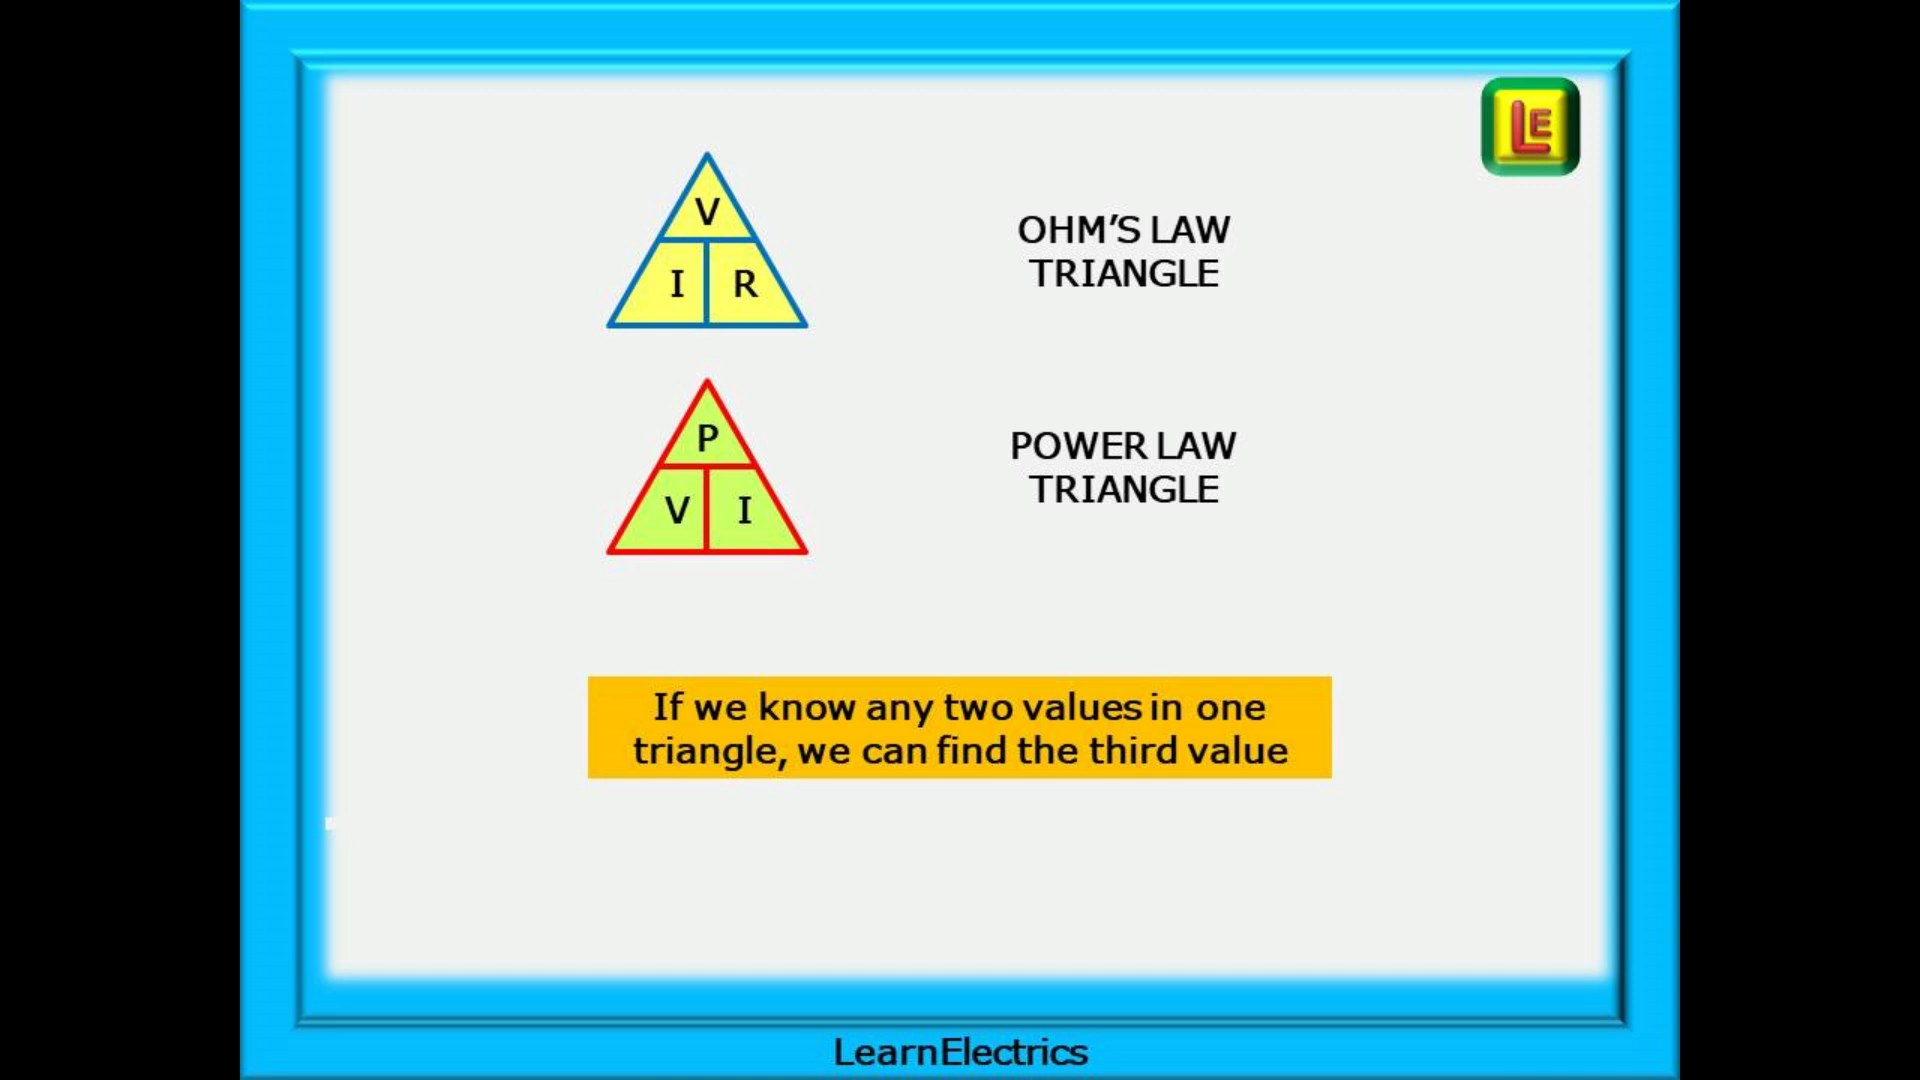 LE
V
I R
OHM'S LAW
TRIANGLE
P
V I
POWER LAW
TRIANGLE
If we know any two values in one
triangle, we can find the third value
LearnElectrics